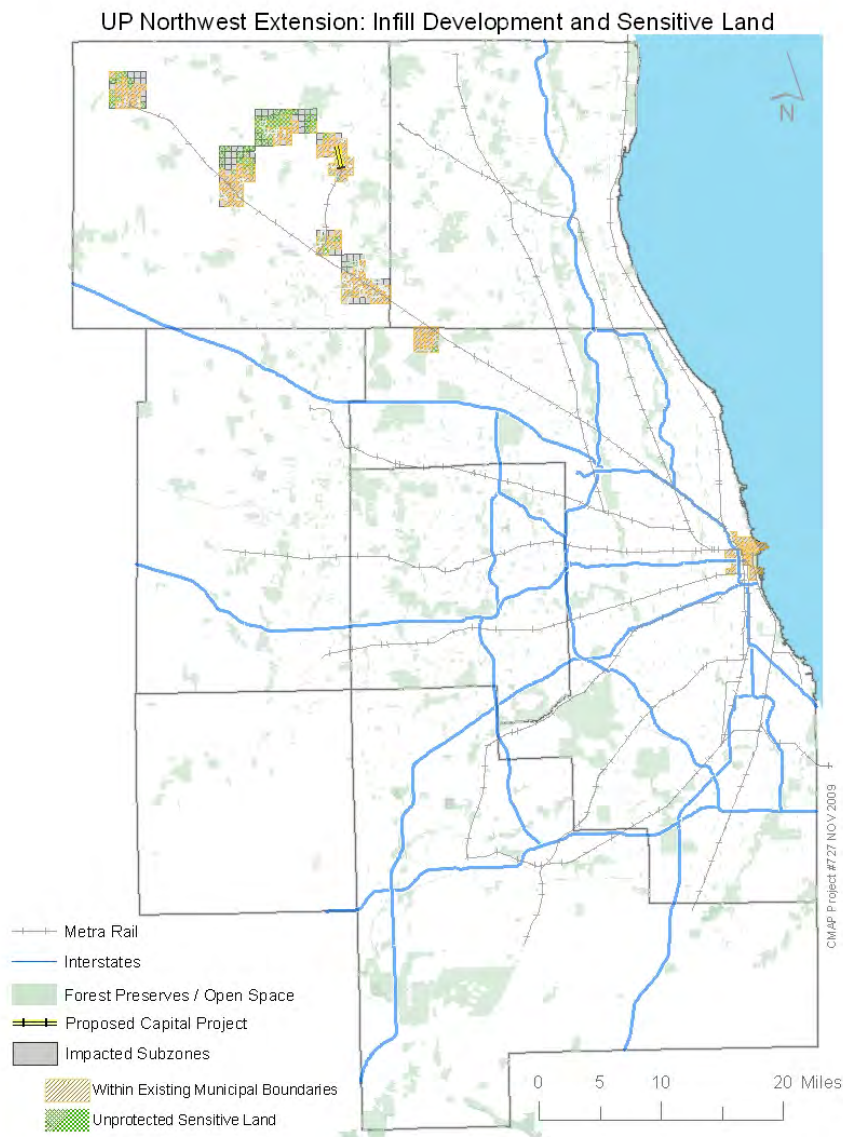 UP Northwest Extension: Infill Development and Sensitive Land
N
CMAP Project #727 NOV 2009
Metra Rail
Interstates
Forest Preserves / Open Space
Proposed Capital Project
Impacted Subzones
Within Existing Municipal Boundaries
Unprotected Sensitive Land
0 5 10 20 Miles